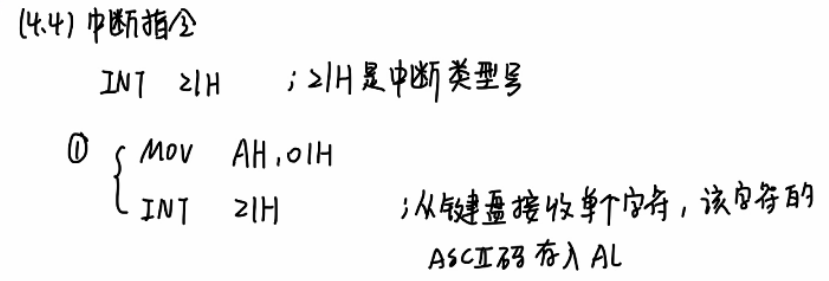 (4.4) 中断指令
INT 21H ;21H是中断类型号
① { MOV AH,01H
INT 21H ;从键盘接收单个字符,该字符的
ASCII码存入AL